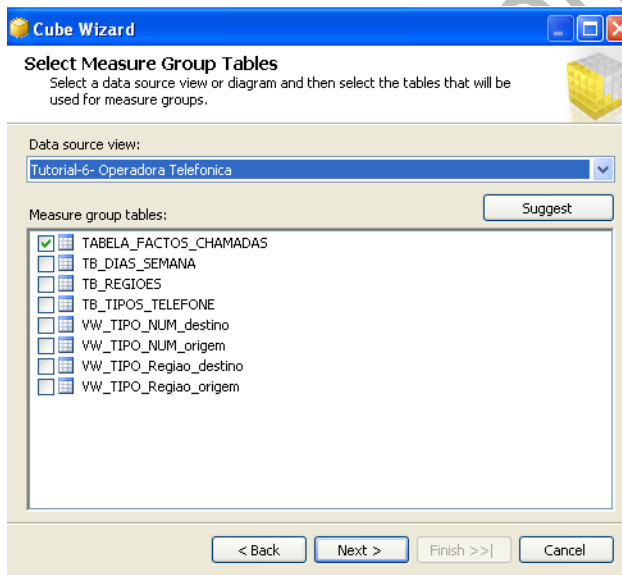 Cube Wizard
Select Measure Group Tables
Select a data source view or diagram and then select the tables that will be
used for measure groups.
Data source view:
Tutorial-6- Operadora Telefonica
Suggest
Measure group tables:
TABELA_FACTOS_CHAMADAS
TB_DIAS_SEMANA
TB_REGIOES
TB_TIPOS_TELEFONE
VW_TIPO_NUM_destino
VW_TIPO_NUM_origem
VW_TIPO_Regiao_destino
VW_TIPO_Regiao_origem
< Back
Next >
Finish >>|
Cancel